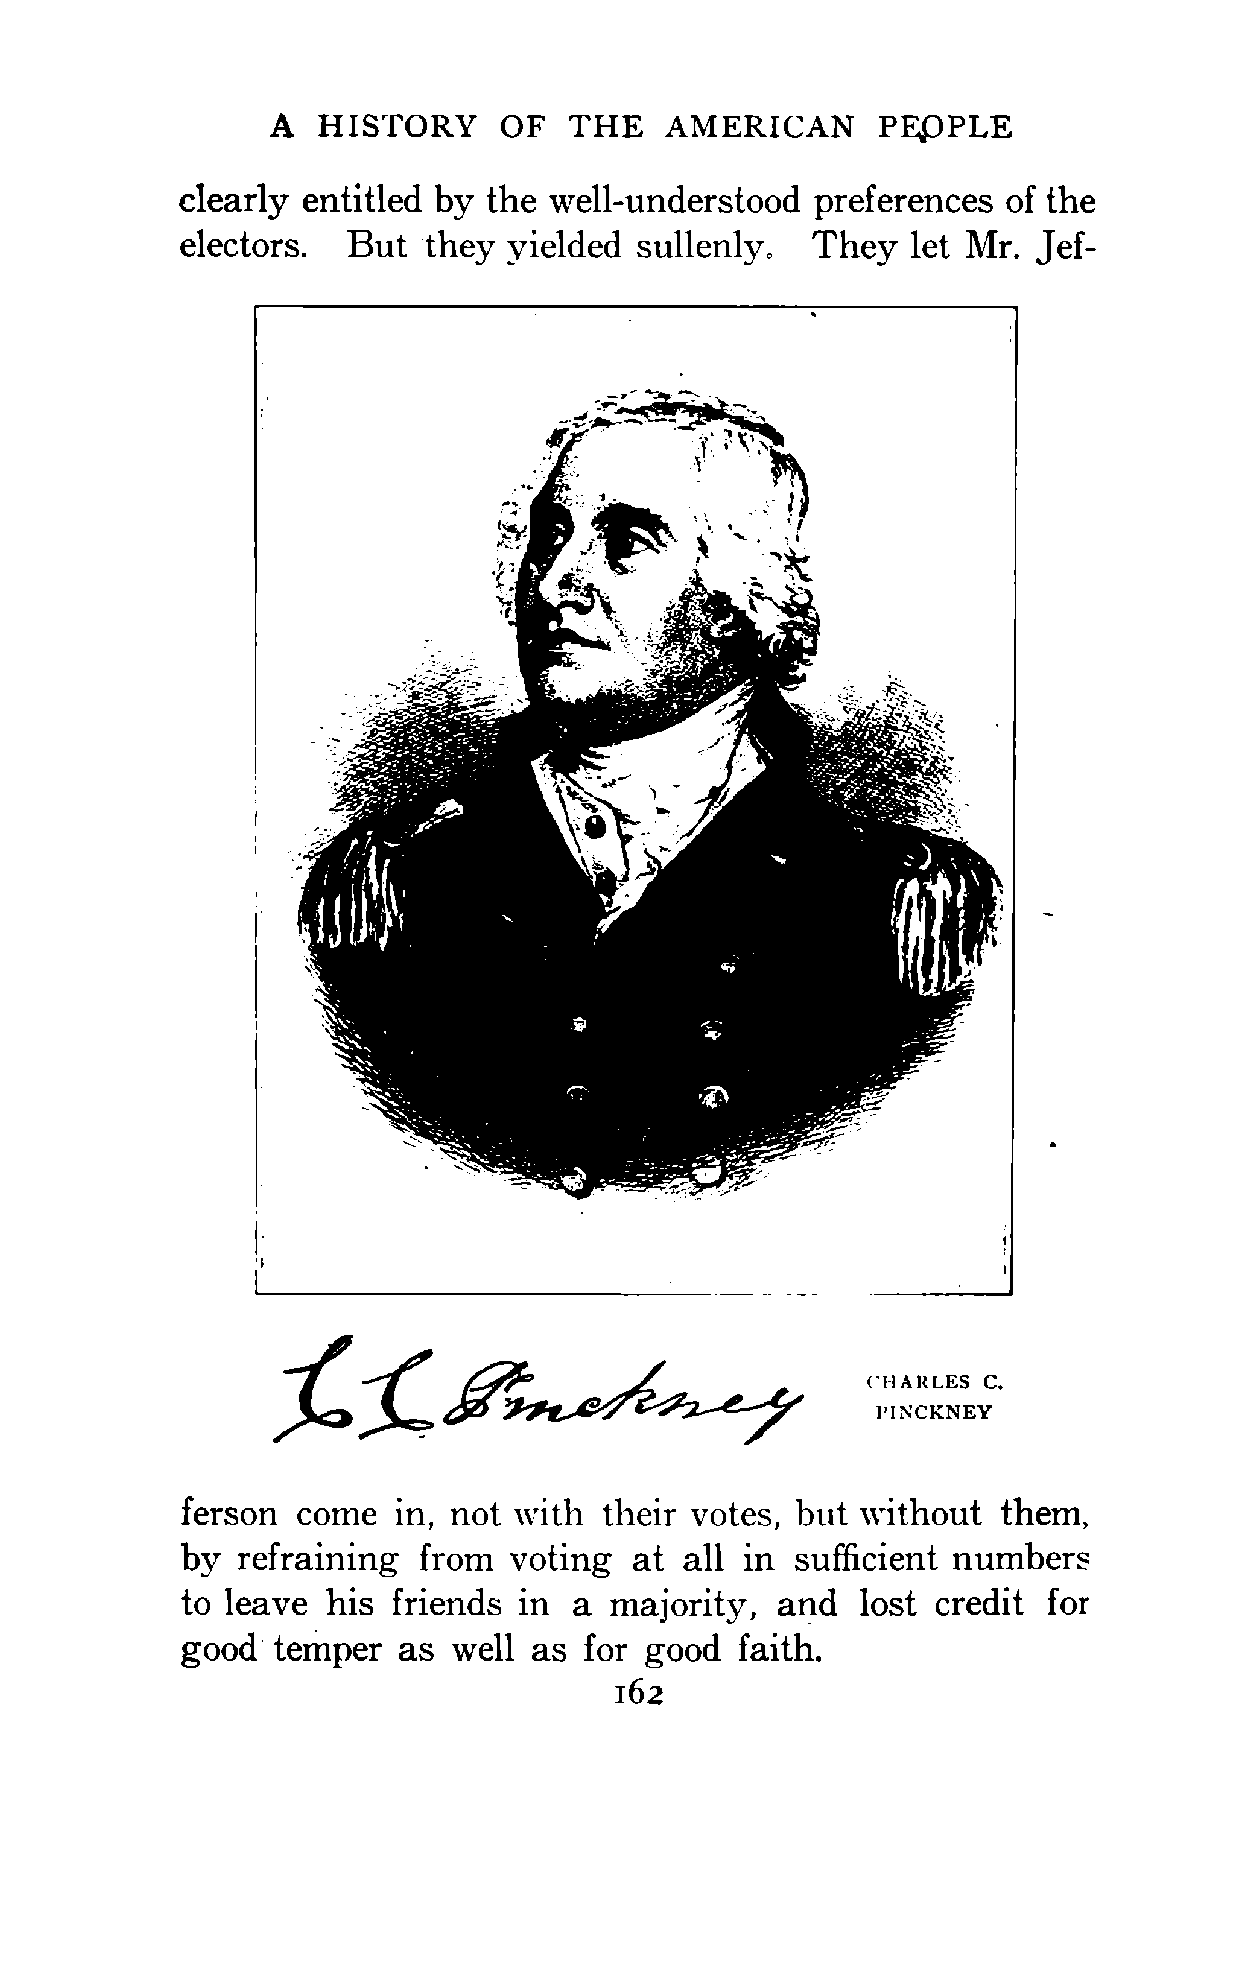 A HISTORY OF THE AMERICAN PEOPLE
clearly entitled by the well-understood preferences of the
electors. But they yielded sullenly. They let Mr. Jef-
C C Pinckney
CHARLES C.
PINCKNEY
ferson come in, not with their votes, but without them,
by refraining from voting at all in sufficient numbers
to leave his friends in a majority, and lost credit for
good temper as well as for good faith.
162